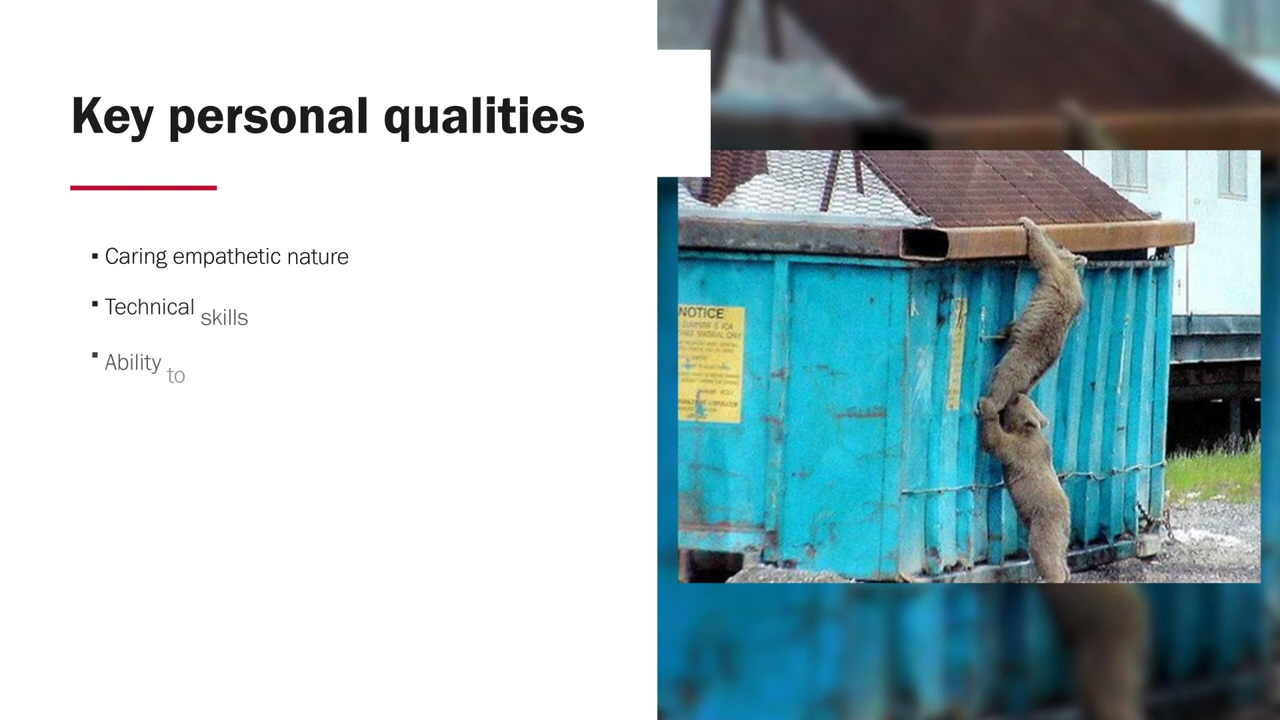 Key personal qualities
▪ Caring empathetic nature
▪ Technical skills
▪ Ability to
NOTICE